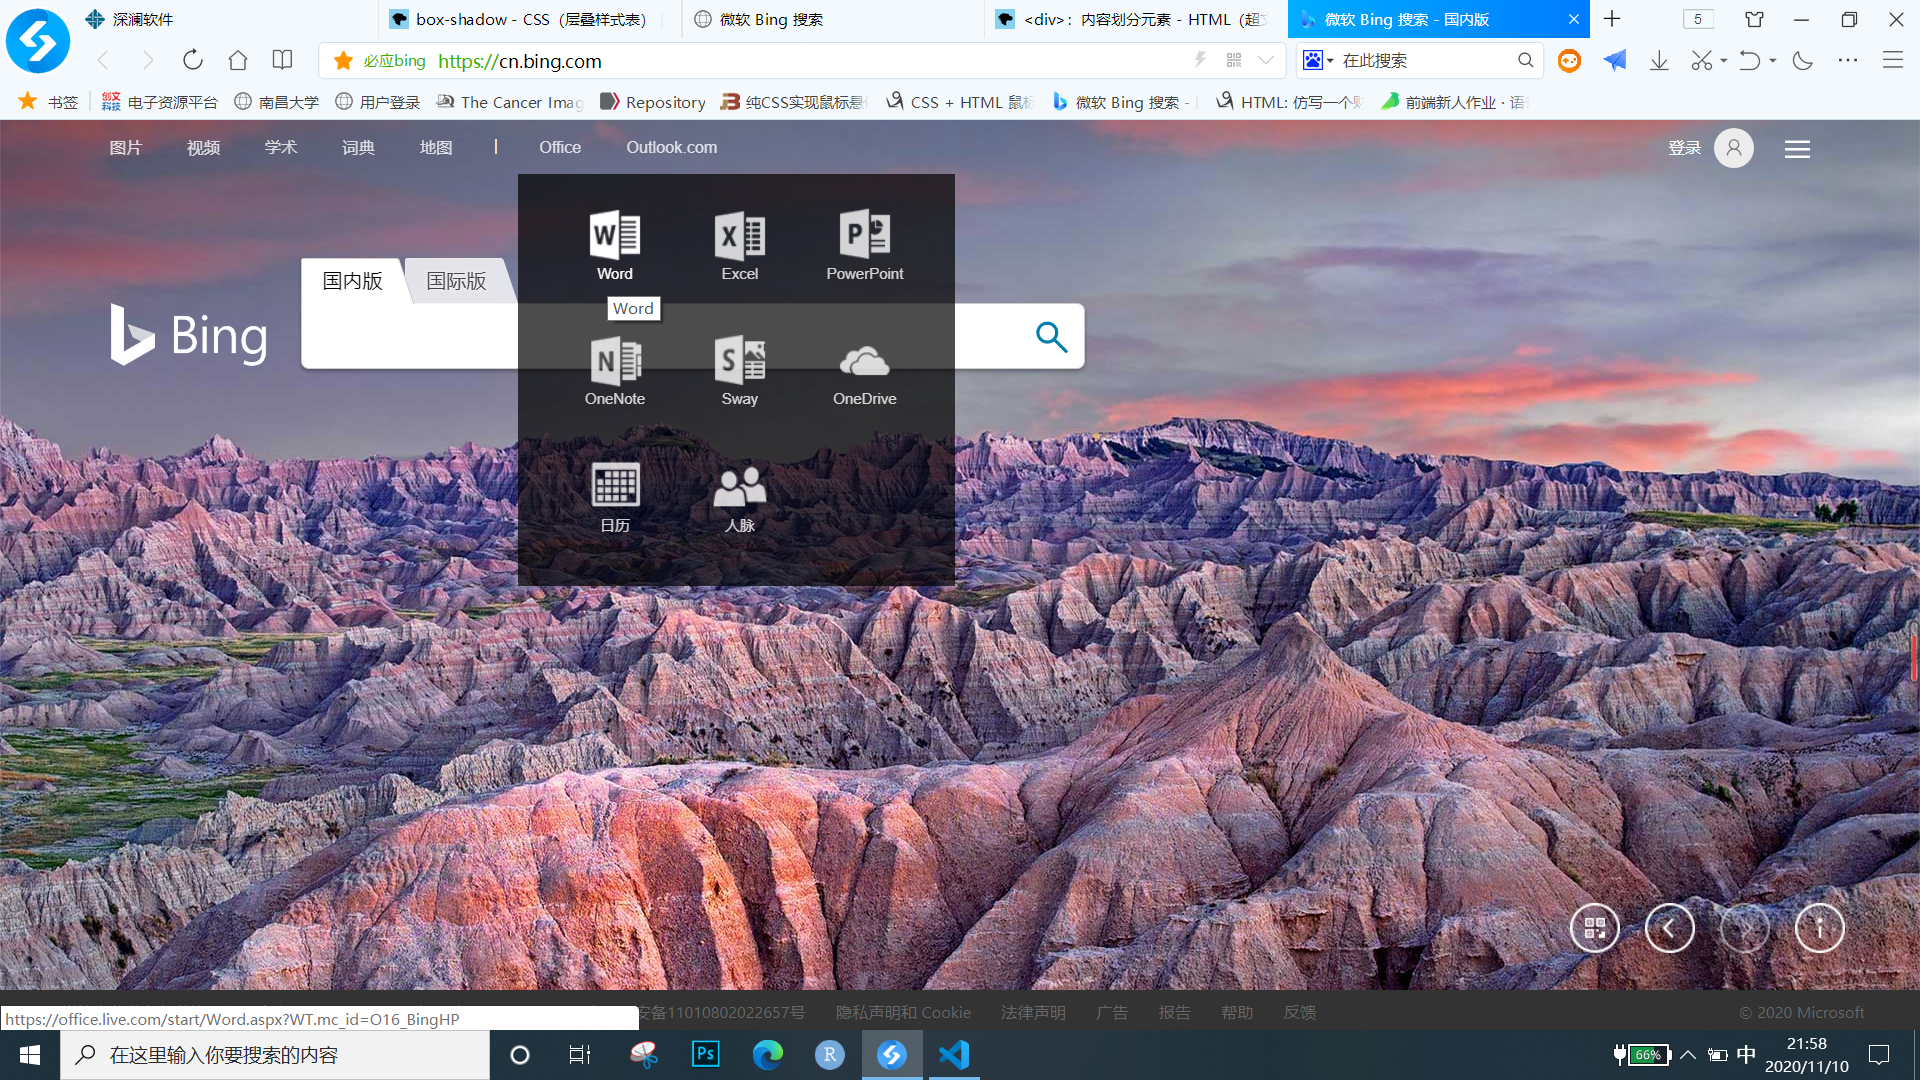 深澜软件
box-shadow - CSS（层叠样式表）
微软 Bing 搜索
<div>：内容划分元素 - HTML（超文
微软 Bing 搜索 - 国内版
5
必应bing
https://cn.bing.com
在此搜索
书签
电子资源平台
南昌大学
用户登录
The Cancer Imag
Repository
纯CSS实现鼠标悬
CSS + HTML 鼠标
微软 Bing 搜索 -
HTML: 仿写一个
前端新人作业 · 语
图片
视频
学术
词典
地图
Office
Outlook.com
登录
国内版
国际版
Bing
Word
Excel
PowerPoint
Word
OneNote
Sway
OneDrive
日历
人脉
安备11010802022657号
隐私声明和 Cookie
法律声明
广告
报告
帮助
反馈
© 2020 Microsoft
https://office.live.com/start/Word.aspx?WT.mc_id=O16_BingHP
在这里输入你要搜索的内容
Ps
R
66%
中
21:58
2020/11/10